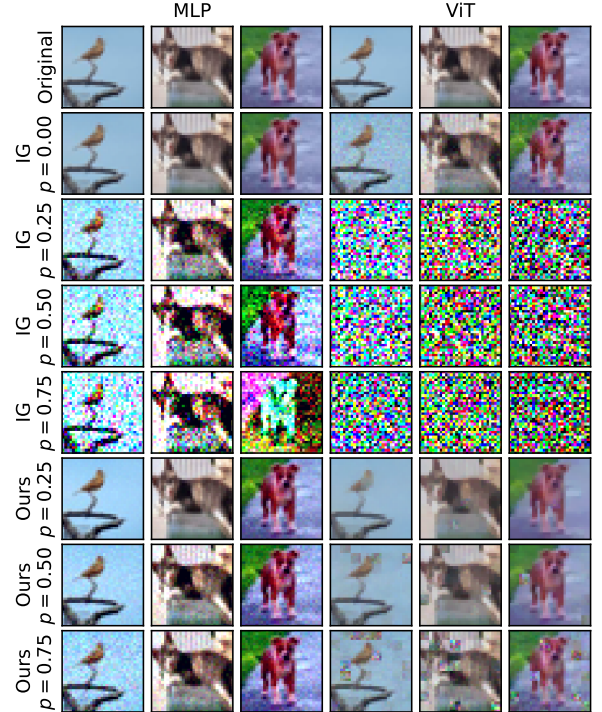 MLP ViT
Original
IG
p = 0.00
IG
p = 0.25
IG
p = 0.50
IG
p = 0.75
Ours
p = 0.25
Ours
p = 0.50
Ours
p = 0.75